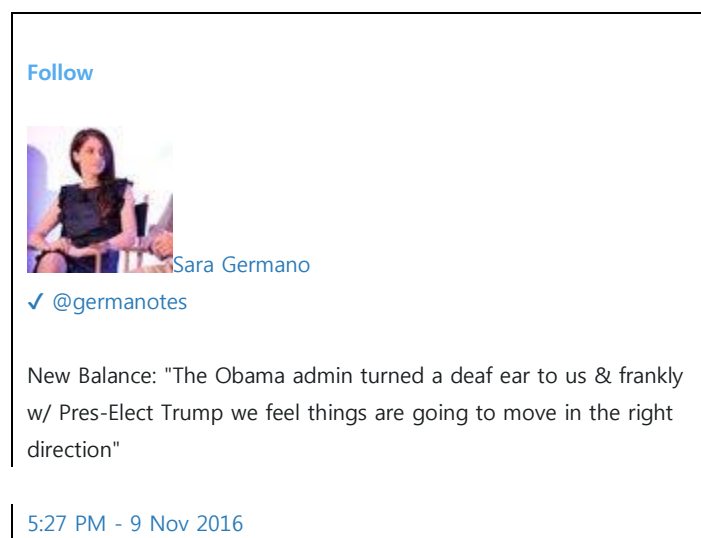 Follow
Sara Germano
✓ @germanotes
New Balance: "The Obama admin turned a deaf ear to us & frankly
w/ Pres-Elect Trump we feel things are going to move in the right
direction"
5:27 PM - 9 Nov 2016